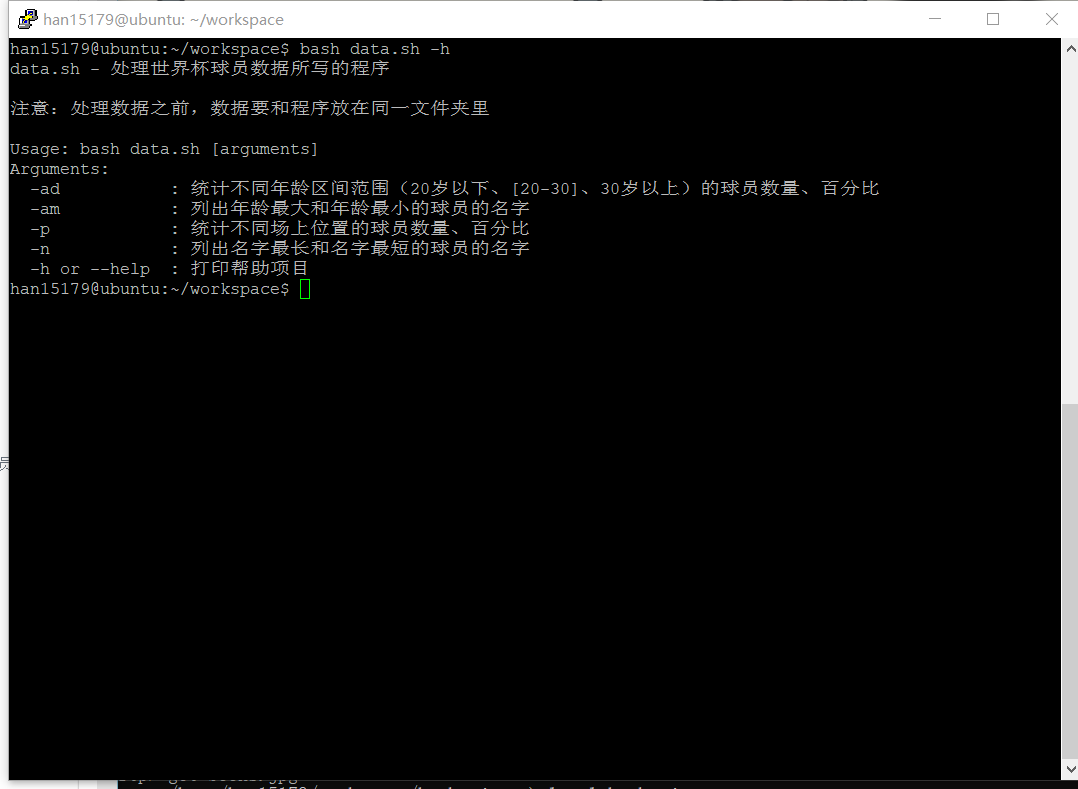 han15179@ubuntu: ~/workspace
han15179@ubuntu:~/workspace$ bash data.sh -h
data.sh - 处理世界杯球员数据所写的程序
注意：处理数据之前，数据要和程序放在同一文件夹里
Usage: bash data.sh [arguments]
Arguments:
-ad : 统计不同年龄区间范围（20岁以下、[20-30]、30岁以上）的球员数量、百分比
-am : 列出年龄最大和年龄最小的球员的名字
-p : 统计不同场上位置的球员数量、百分比
-n : 列出名字最长和名字最短的球员的名字
-h or --help : 打印帮助项目
han15179@ubuntu:~/workspace$
员